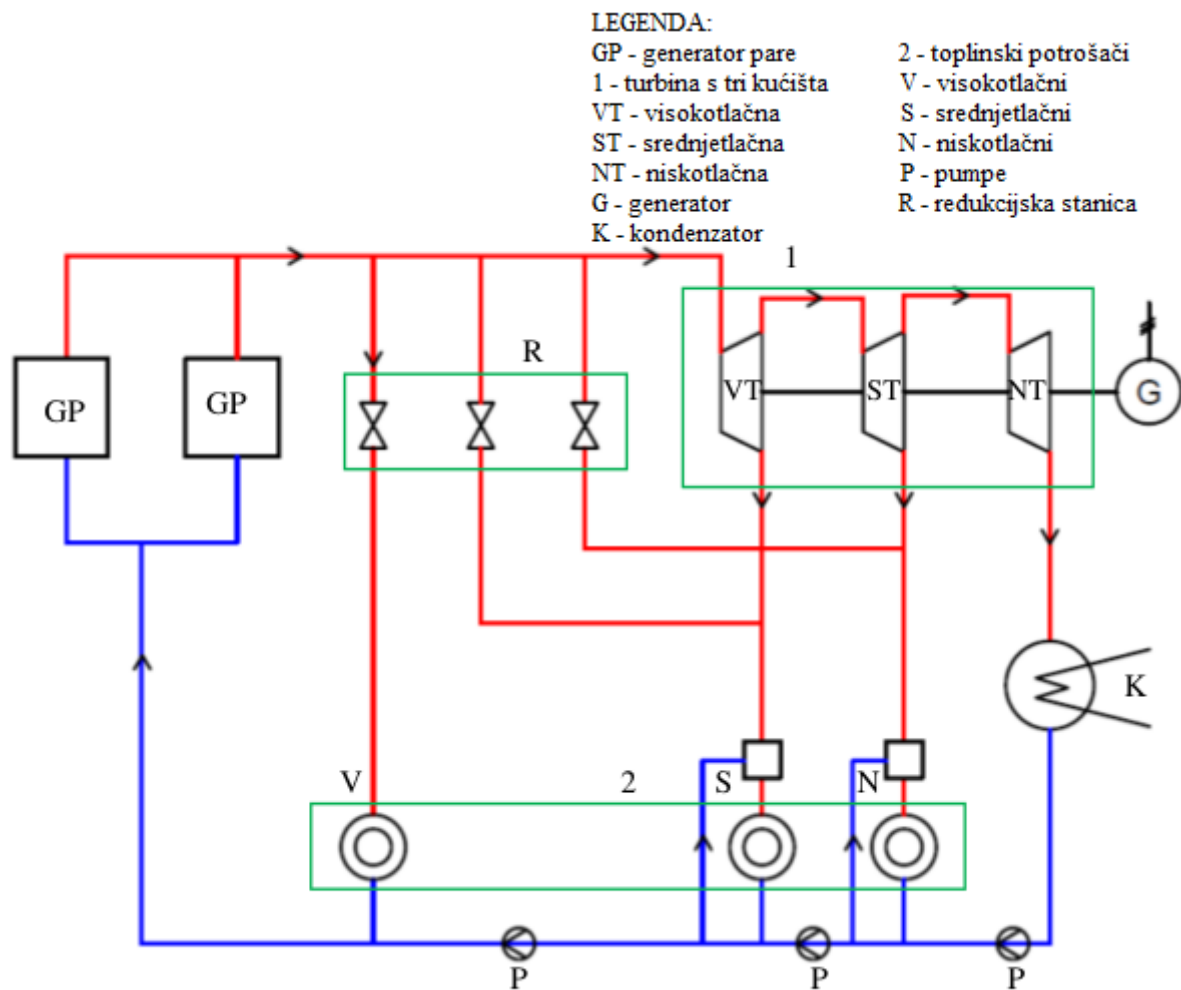 LEGENDA:
GP - generator pare
1 - turbina s tri kućišta
VT - visokotlačna
ST - srednjetlačna
NT - niskotlačna
G - generator
K - kondenzator
2 - toplinski potrošači
V - visokotlačni
S - srednjetlačni
N - niskotlačni
P - pumpe
R - redukcijska stanica
1
R
GP
GP
VT
ST
NT
G
K
V
2
S
N
P
P
P